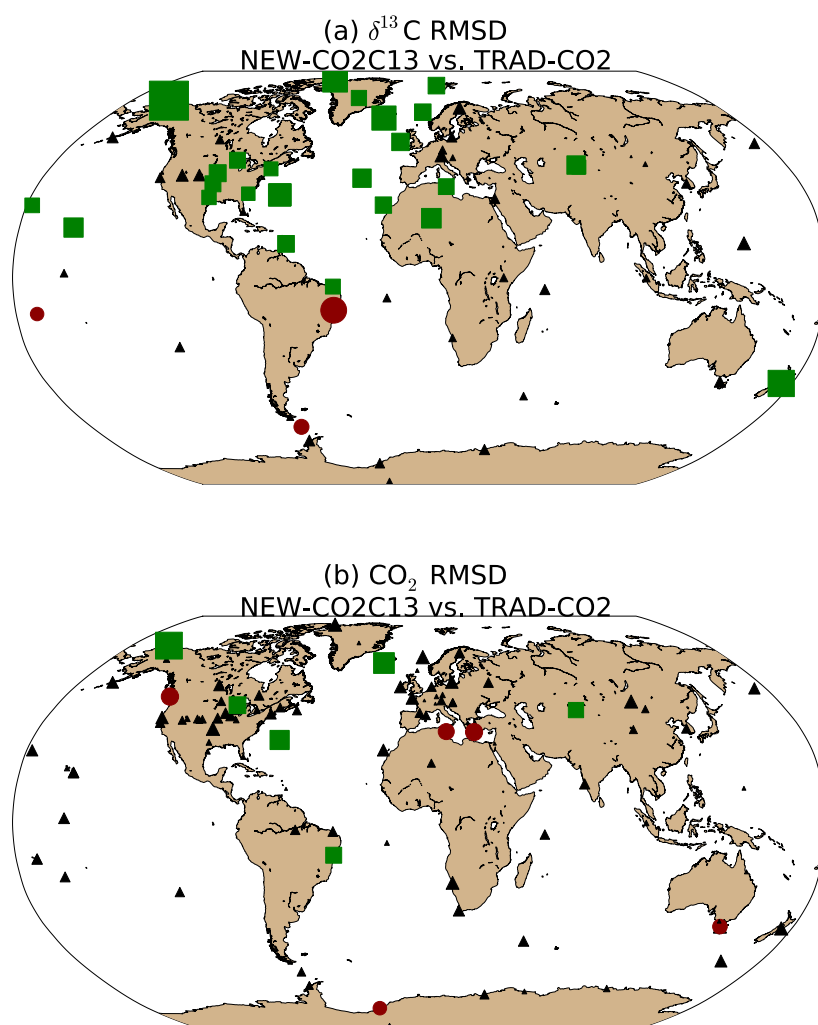 (a) δ¹³C RMSD
NEW-CO2C13 vs. TRAD-CO2
(b) CO₂ RMSD
NEW-CO2C13 vs. TRAD-CO2